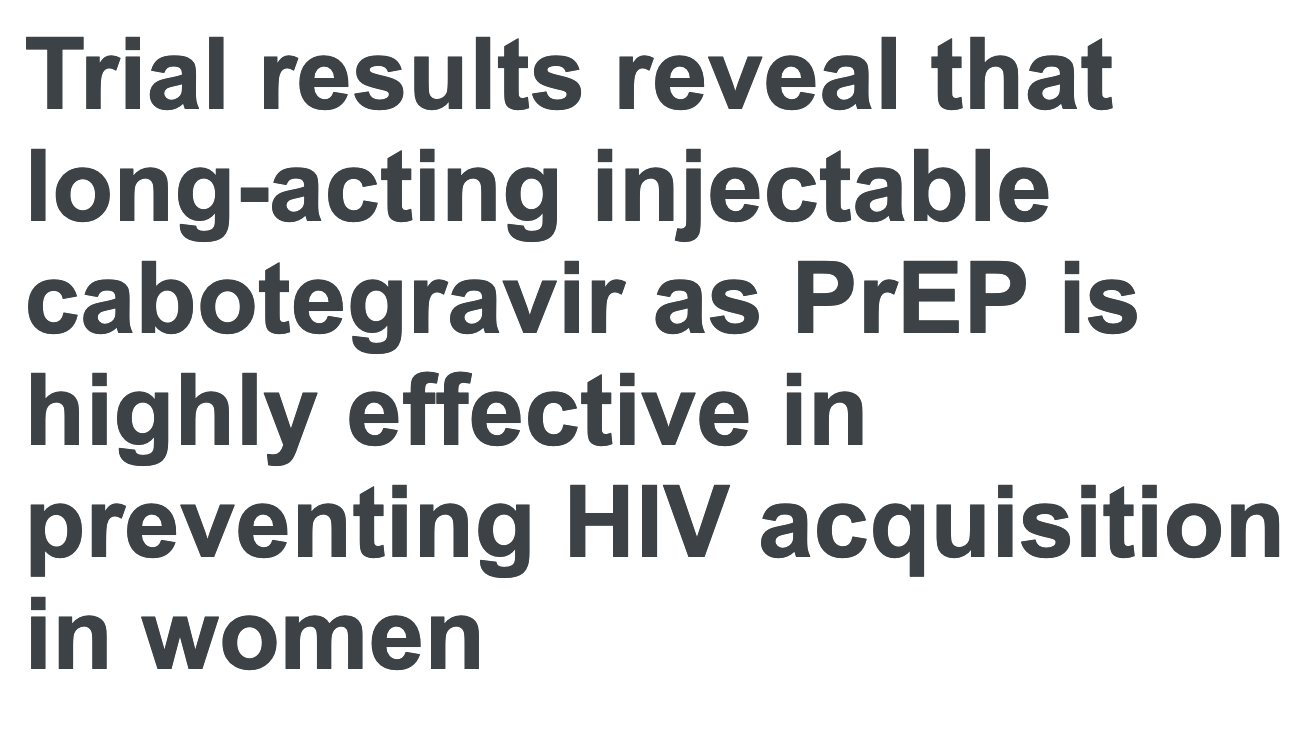 Trial results reveal that
long-acting injectable
cabotegravir as PrEP is
highly effective in
preventing HIV acquisition
in women